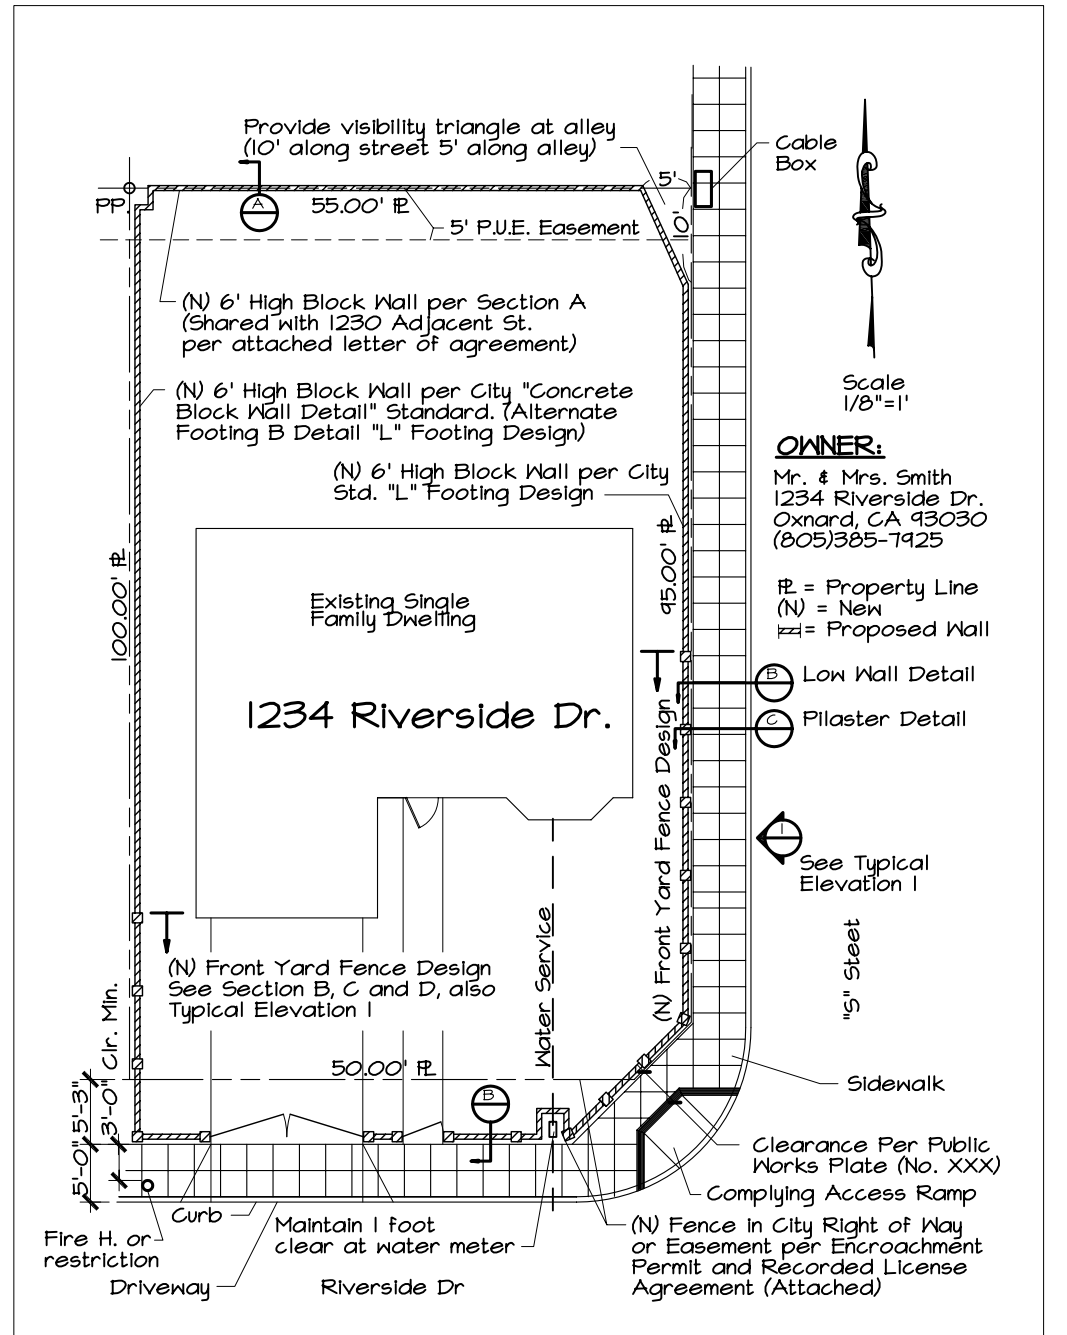 Provide visibility triangle at alley
(10' along street 5' along alley)
Cable
Box
5'
PP.
A
55.00' PL
10'
5' P.U.E. Easement
(N) 6' High Block Wall per Section A
(Shared with 1230 Adjacent St.
per attached letter of agreement)
(N) 6' High Block Wall per City "Concrete
Block Wall Detail" Standard. (Alternate
Footing B Detail "L" Footing Design)
(N) 6' High Block Wall per City
Std. "L" Footing Design
Scale
1/8"=1'
OWNER:
Mr. & Mrs. Smith
1234 Riverside Dr.
Oxnard, CA 93030
(805)385-7925
PL = Property Line
(N) = New
= Proposed Wall
100.00' PL
95.00' PL
Existing Single
Family Dwelling
1234 Riverside Dr.
B
Low Wall Detail
C
Pilaster Detail
(N) Front Yard Fence Design
1
See Typical
Elevation 1
"S" Steet
Water Service
(N) Front Yard Fence Design
See Section B, C and D, also
Typical Elevation 1
50.00' PL
3'-0" Clr. Min.
5'-3"
5'-0"
B
Sidewalk
Clearance Per Public
Works Plate (No. XXX)
Complying Access Ramp
(N) Fence in City Right of Way
or Easement per Encroachment
Permit and Recorded License
Agreement (Attached)
Curb
Maintain 1 foot
clear at water meter
Fire H. or
restriction
Driveway
Riverside Dr